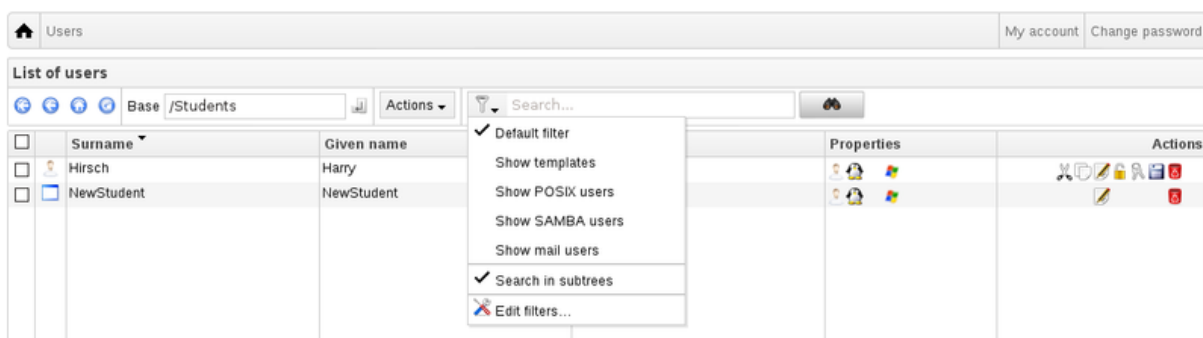 Users My account Change password
List of users
Base /Students Actions Search...
Surname Given name Properties Actions
Default filter
Show templates
Show POSIX users
Show SAMBA users
Show mail users
Search in subtrees
Edit filters...
Hirsch Harry
NewStudent NewStudent